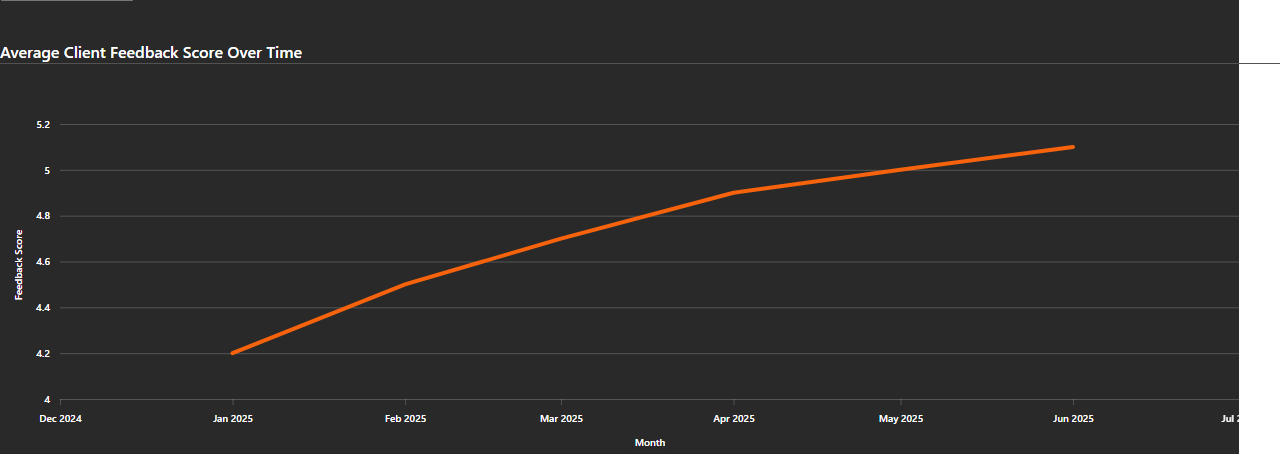 Average Client Feedback Score Over Time
5.2
5
4.8
4.6
4.4
4.2
4
Feedback Score
Dec 2024 Jan 2025 Feb 2025 Mar 2025 Apr 2025 May 2025 Jun 2025 Jul
Month